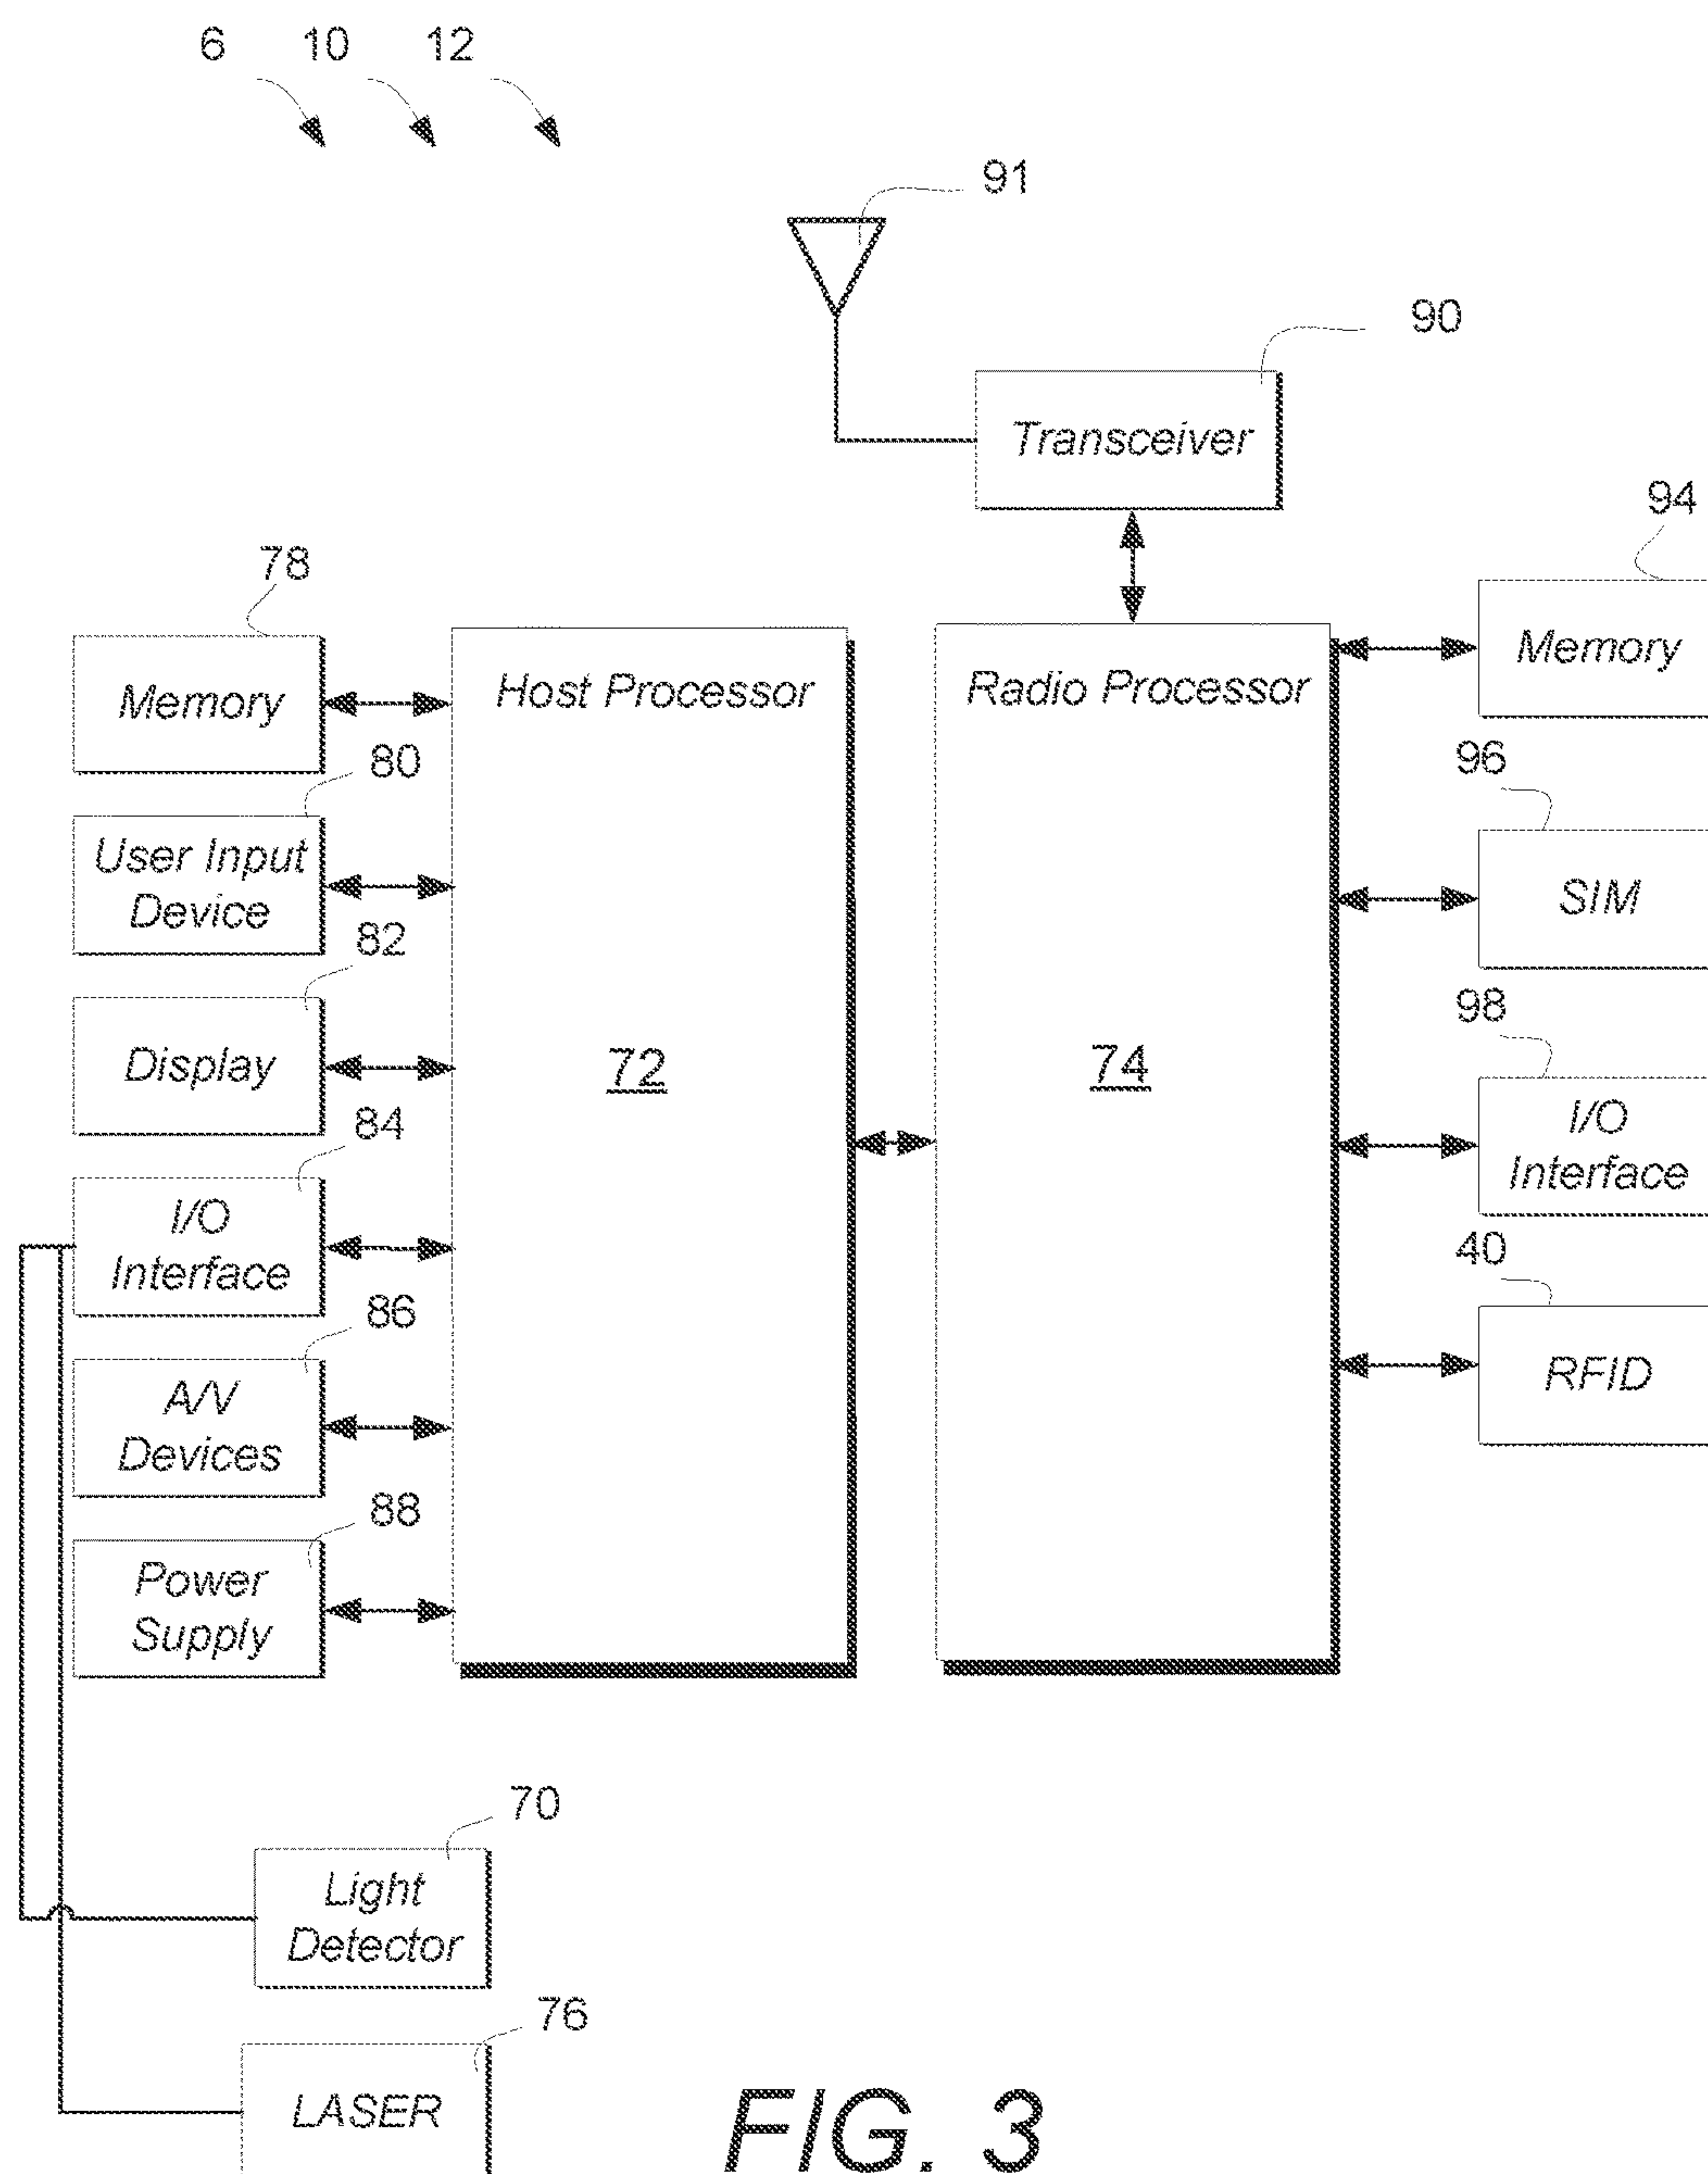 6 10 12
91
90
Transceiver
94
Memory
78
Memory
Host Processor
Radio Processor
80
User Input
Device
96
SIM
82
Display
72
74
98
I/O
Interface
84
I/O
Interface
40
RFID
86
A/V
Devices
88
Power
Supply
70
Light
Detector
76
LASER
FIG. 3